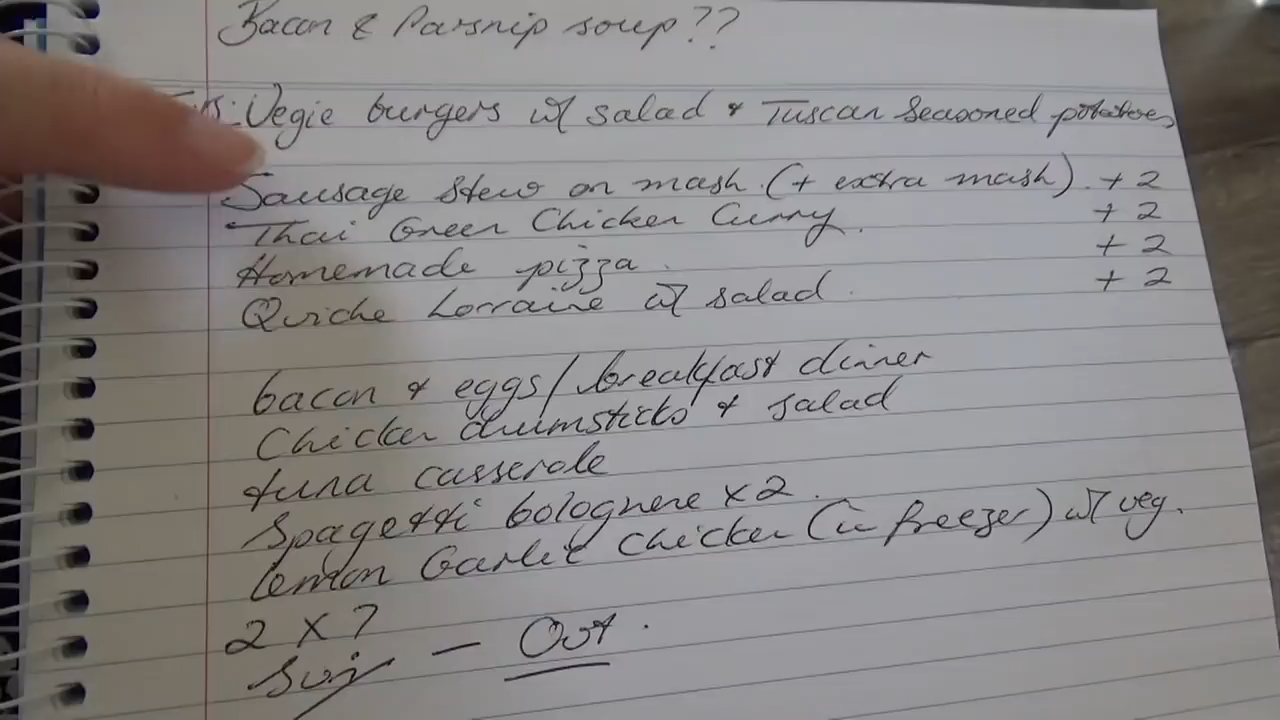 Bacon & Parsnip soup??
Vegie burgers w/ salad & Tuscan Seasoned potatoes
Sausage Stew on mash. (+ extra mash). + 2
Thai Green Chicken Curry. + 2
Homemade pizza. + 2
Quiche Lorraine w/ salad. + 2
bacon & eggs/breakfast dinner
Chicken drumsticks & salad
tuna casserole
Spagetti bolognese x2.
Lemon Garlic Chicken (in freezer) w/ veg.
2 x ?
— Out.